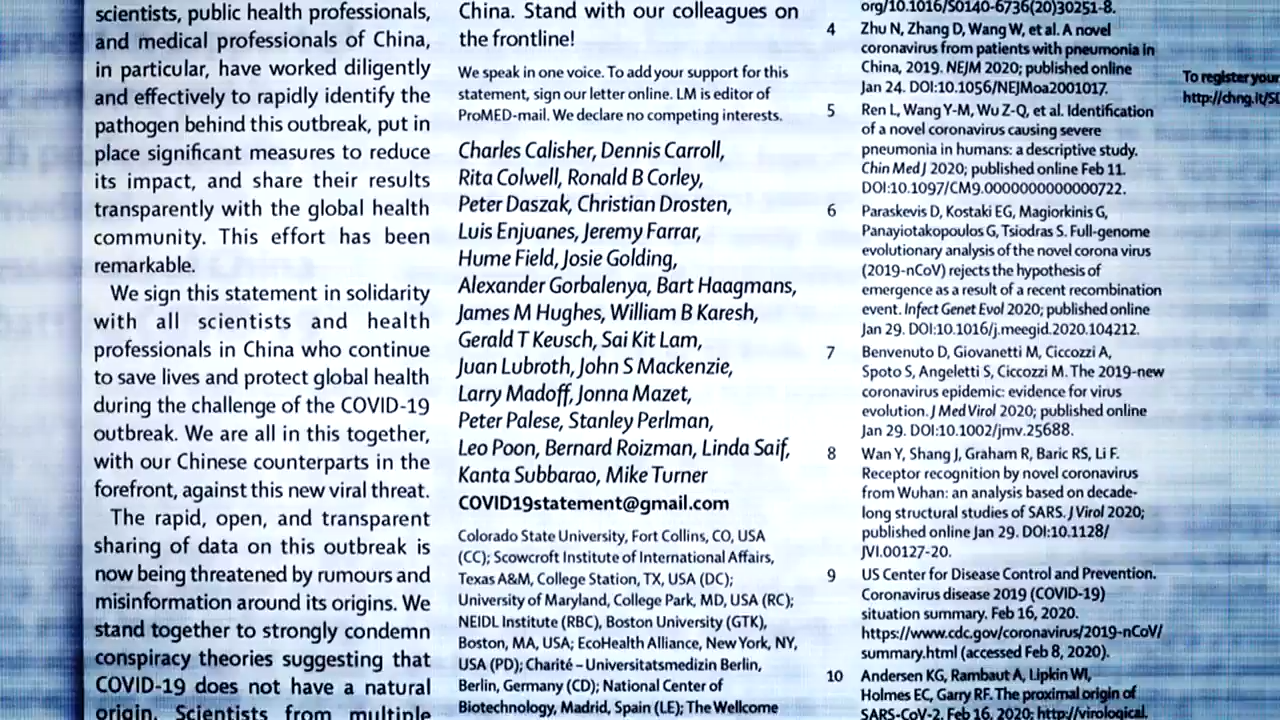 scientists, public health professionals,
and medical professionals of China,
in particular, have worked diligently
and effectively to rapidly identify the
pathogen behind this outbreak, put in
place significant measures to reduce
its impact, and share their results
transparently with the global health
community. This effort has been
remarkable.
We sign this statement in solidarity
with all scientists and health
professionals in China who continue
to save lives and protect global health
during the challenge of the COVID-19
outbreak. We are all in this together,
with our Chinese counterparts in the
forefront, against this new viral threat.
The rapid, open, and transparent
sharing of data on this outbreak is
now being threatened by rumours and
misinformation around its origins. We
stand together to strongly condemn
conspiracy theories suggesting that
COVID-19 does not have a natural
origin. Scientists from multiple
China. Stand with our colleagues on
the frontline!
We speak in one voice. To add your support for this
statement, sign our letter online. LM is editor of
ProMED-mail. We declare no competing interests.
Charles Calisher, Dennis Carroll,
Rita Colwell, Ronald B Corley,
Peter Daszak, Christian Drosten,
Luis Enjuanes, Jeremy Farrar,
Hume Field, Josie Golding,
Alexander Gorbalenya, Bart Haagmans,
James M Hughes, William B Karesh,
Gerald T Keusch, Sai Kit Lam,
Juan Lubroth, John S Mackenzie,
Larry Madoff, Jonna Mazet,
Peter Palese, Stanley Perlman,
Leo Poon, Bernard Roizman, Linda Saif,
Kanta Subbarao, Mike Turner
COVID19statement@gmail.com
Colorado State University, Fort Collins, CO, USA
(CC); Scowcroft Institute of International Affairs,
Texas A&M, College Station, TX, USA (DC);
University of Maryland, College Park, MD, USA (RC);
NEIDL Institute (RBC), Boston University (GTK),
Boston, MA, USA; EcoHealth Alliance, New York, NY,
USA (PD); Charité – Universitatsmedizin Berlin,
Berlin, Germany (CD); National Center of
Biotechnology, Madrid, Spain (LE); The Wellcome
org/10.1016/S0140-6736(20)30251-8.
4 Zhu N, Zhang D, Wang W, et al. A novel
coronavirus from patients with pneumonia in
China, 2019. NEJM 2020; published online
Jan 24. DOI:10.1056/NEJMoa2001017.
5 Ren L, Wang Y-M, Wu Z-Q, et al. Identification
of a novel coronavirus causing severe
pneumonia in humans: a descriptive study.
Chin Med J 2020; published online Feb 11.
DOI:10.1097/CM9.0000000000000722.
6 Paraskevis D, Kostaki EG, Magiorkinis G,
Panayiotakopoulos G, Tsiodras S. Full-genome
evolutionary analysis of the novel corona virus
(2019-nCoV) rejects the hypothesis of
emergence as a result of a recent recombination
event. Infect Genet Evol 2020; published online
Jan 29. DOI:10.1016/j.meegid.2020.104212.
7 Benvenuto D, Giovanetti M, Ciccozzi A,
Spoto S, Angeletti S, Ciccozzi M. The 2019-new
coronavirus epidemic: evidence for virus
evolution. J Med Virol 2020; published online
Jan 29. DOI:10.1002/jmv.25688.
8 Wan Y, Shang J, Graham R, Baric RS, Li F.
Receptor recognition by novel coronavirus
from Wuhan: an analysis based on decade-
long structural studies of SARS. J Virol 2020;
published online Jan 29. DOI:10.1128/
JVI.00127-20.
9 US Center for Disease Control and Prevention.
Coronavirus disease 2019 (COVID-19)
situation summary. Feb 16, 2020.
https://www.cdc.gov/coronavirus/2019-nCoV/
summary.html (accessed Feb 8, 2020).
10 Andersen KG, Rambaut A, Lipkin WI,
Holmes EC, Garry RF. The proximal origin of
SARS-CoV-2. Feb 16, 2020; http://virological.
To register your
http://chng.it/SD